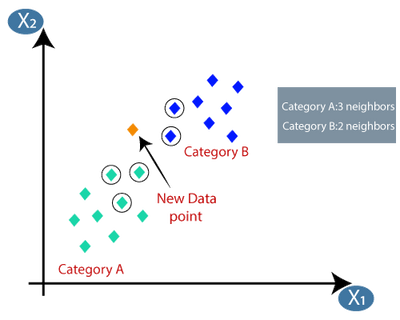 X2
Category A:3 neighbors
Category B:2 neighbors
Category B
New Data
point
Category A
X1